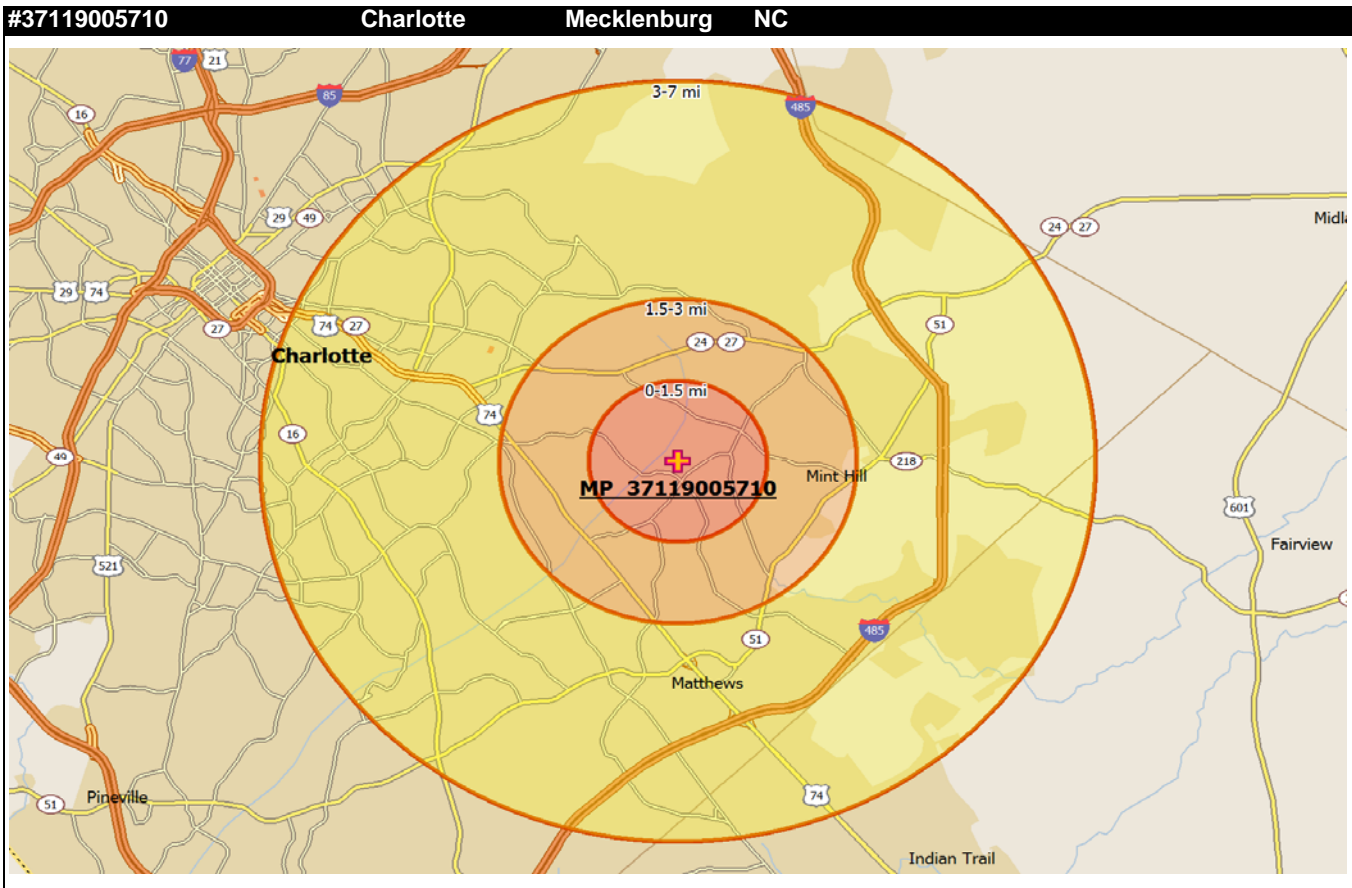 #37119005710 Charlotte Mecklenburg NC
77 21
85
3-7 mi
485
16
29 49
24 27
29 74
1.5-3 mi
51
27
74 27
24 27
Charlotte
0-1.5 mi
74
16
49
218
Mint Hill
MP 37119005710
601
Fairview
521
485
51
Matthews
74
51
Pineville
Indian Trail